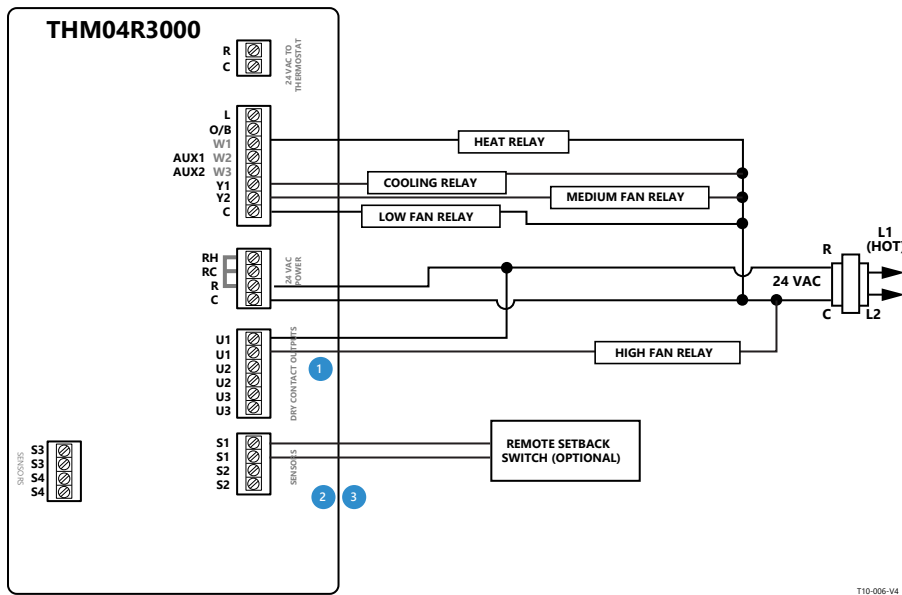 THM04R3000
R
C
24 VAC TO
THERMOSTAT
L
O/B
W1
AUX1 W2
AUX2 W3
Y1
Y2
C
HEAT RELAY
COOLING RELAY
MEDIUM FAN RELAY
LOW FAN RELAY
RH
RC
R
C
24 VAC
POWER
R
24 VAC
C
L1
(HOT)
L2
U1
U1
U2
U2
U3
U3
DRY CONTACT OUTPUTS
1
HIGH FAN RELAY
S1
S1
S2
S2
SENSORS
REMOTE SETBACK
SWITCH (OPTIONAL)
2 3
SENSORS
S3
S3
S4
S4
T10-006-V4